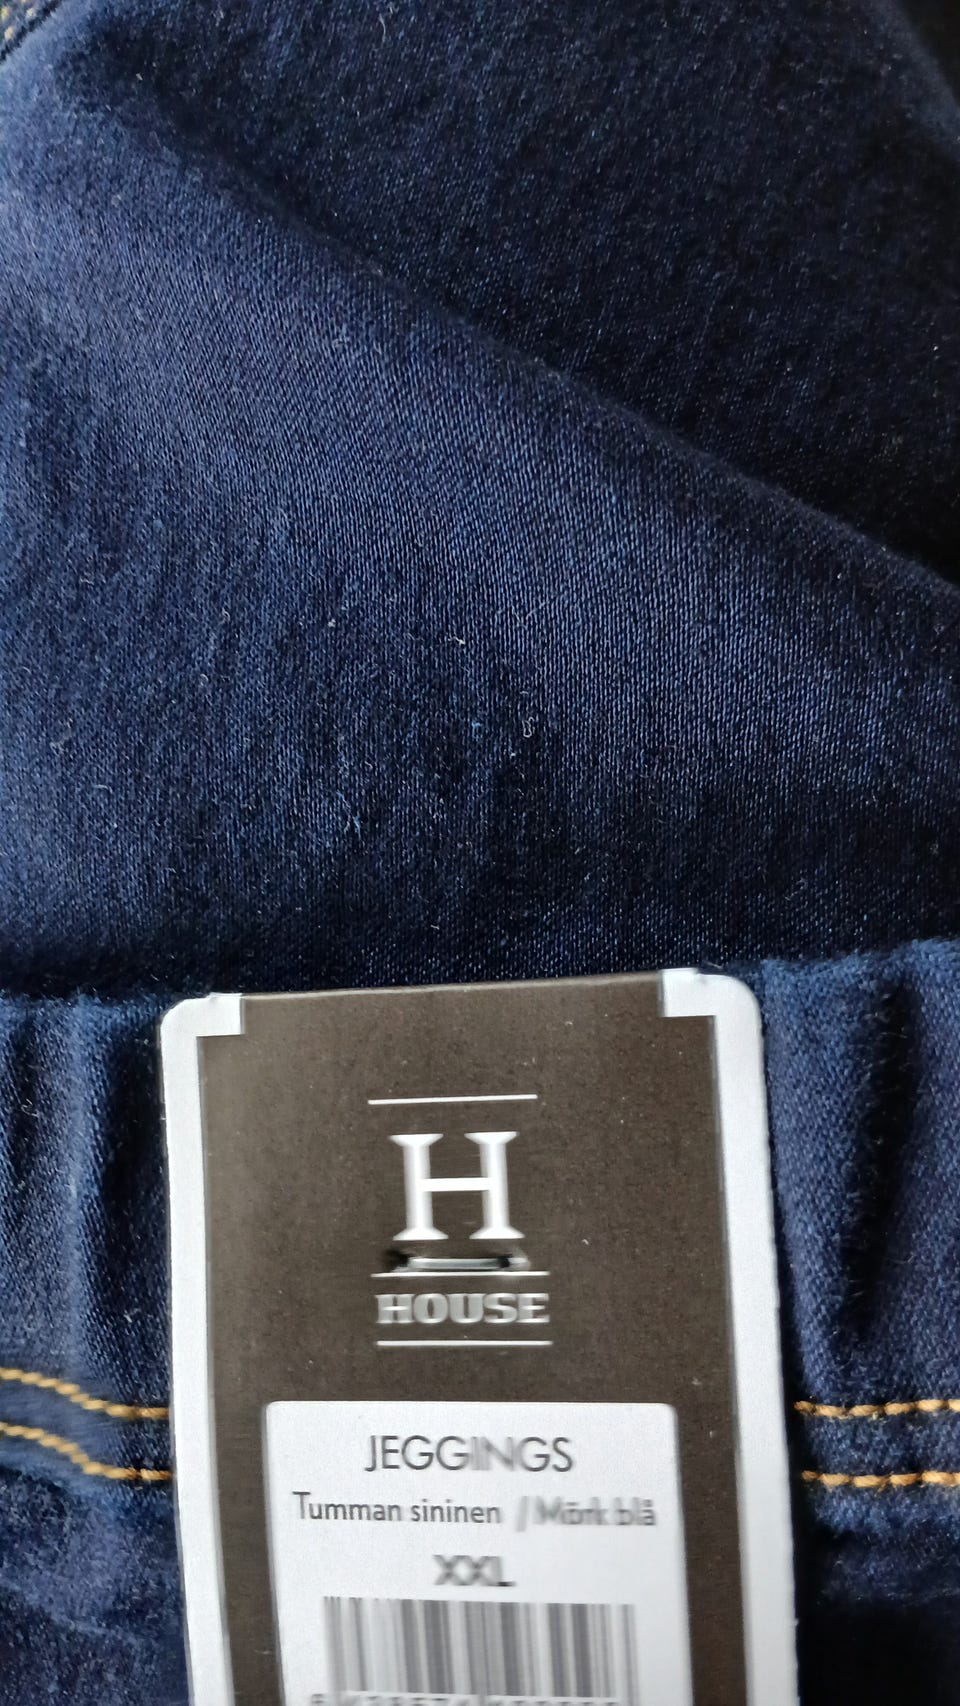 H
HOUSE
JEGGINGS
Tumman sininen / Mörk blå
XXL